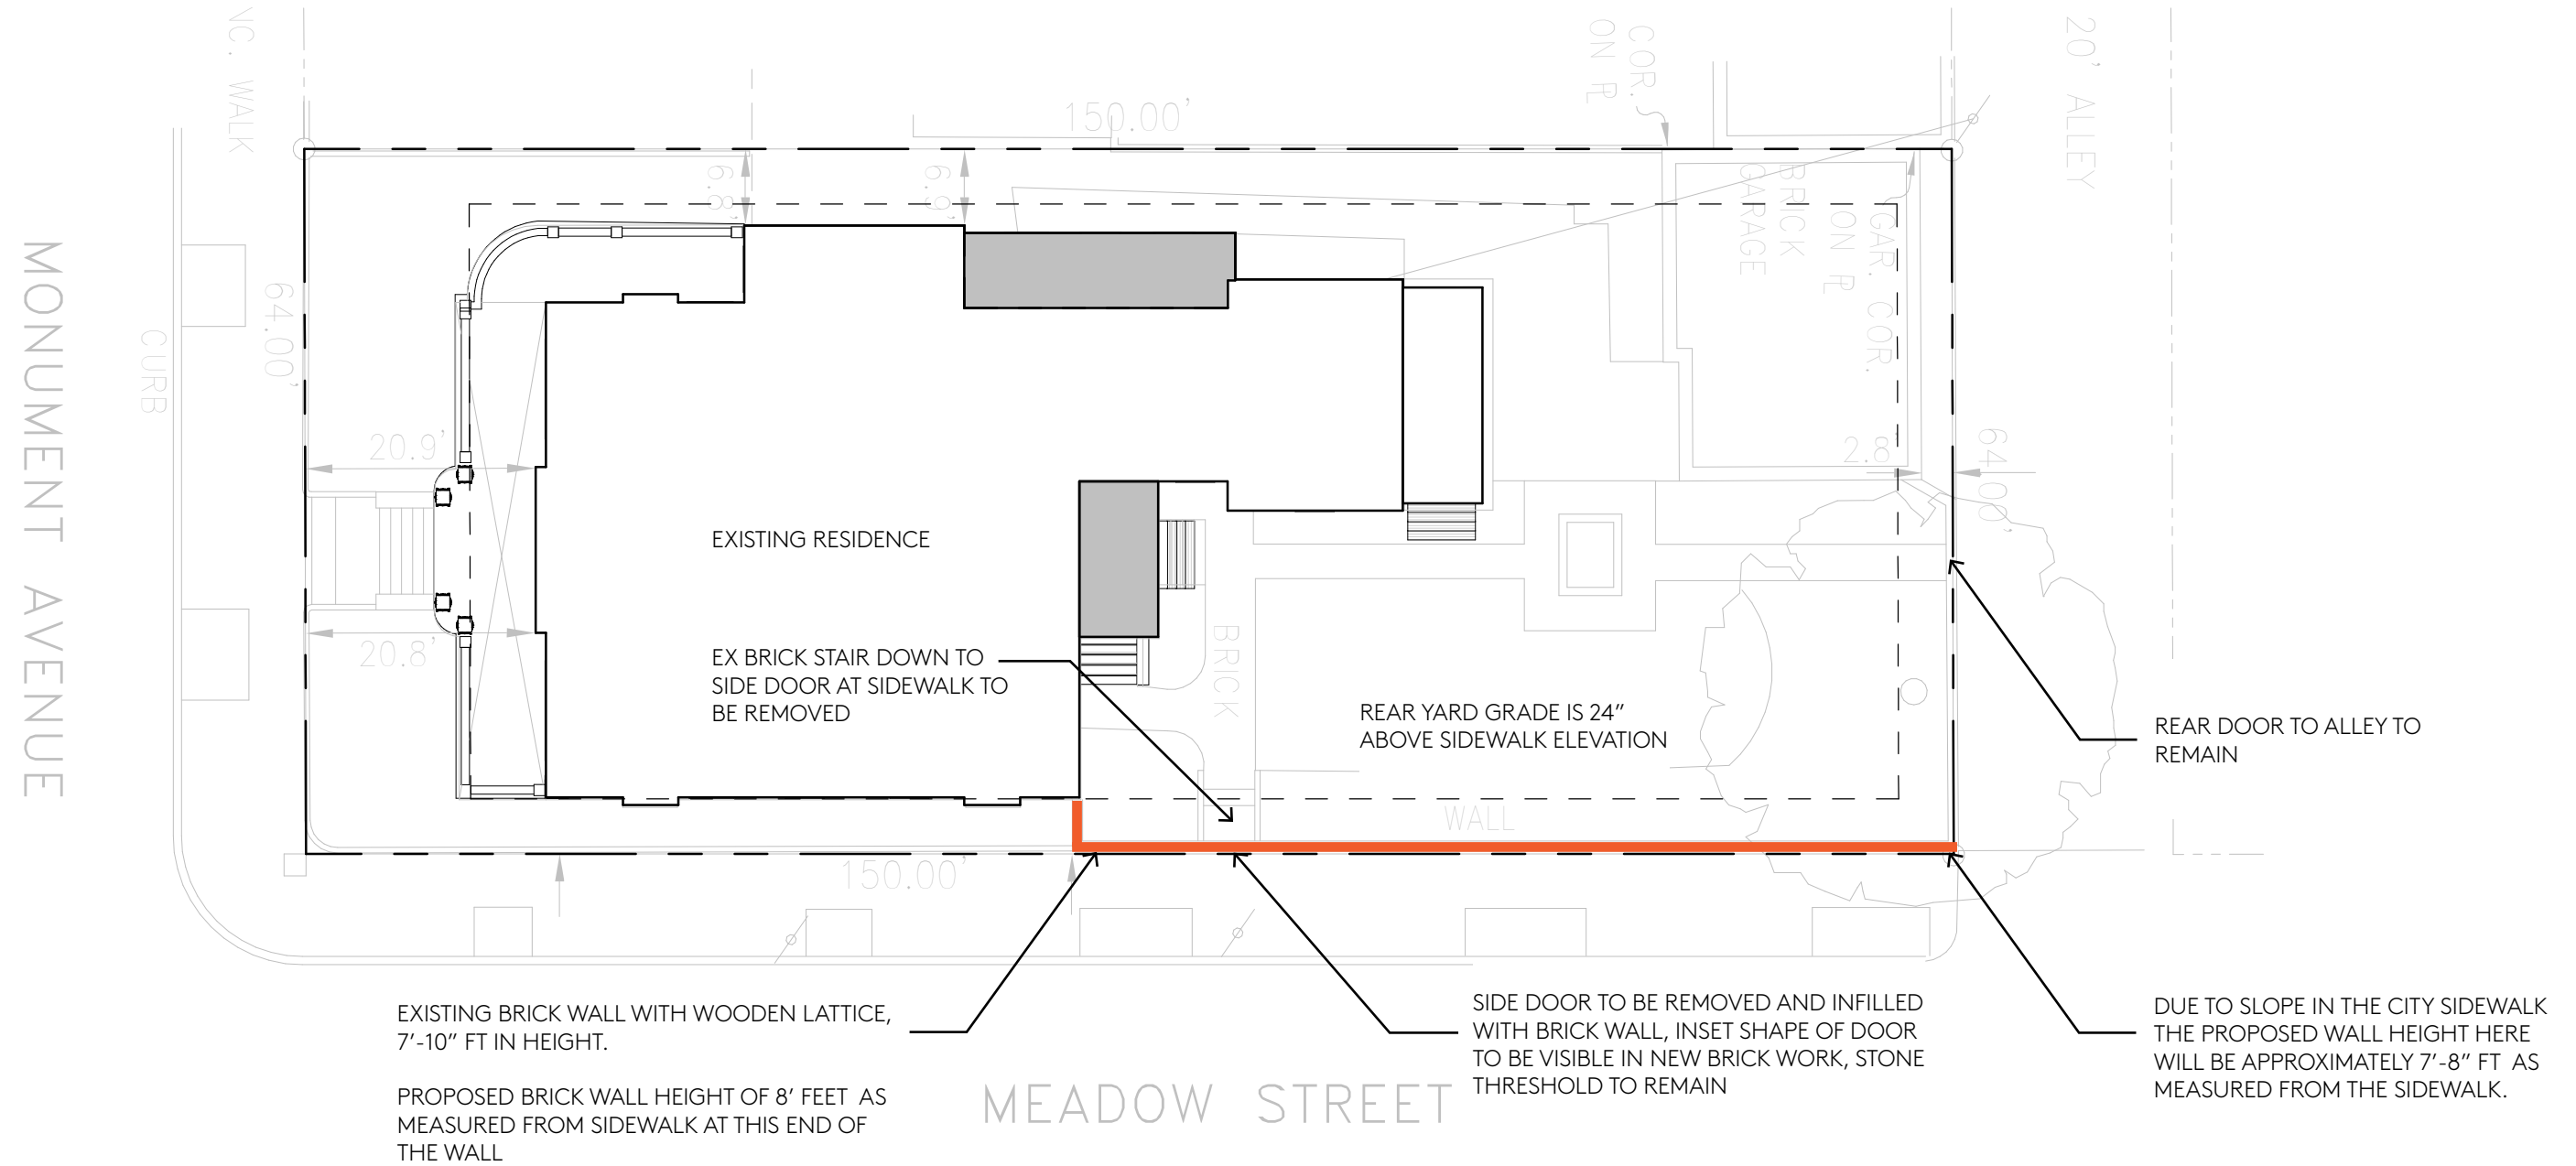 NC. WALK
COR.
ON PL
20' ALLEY
150.00'
6.8'
6.9'
BRICK
GARAGE
GAR. COR.
ON PL
MONUMENT AVENUE
CURB
64.00'
20.9'
2.8'
64.00'
EXISTING RESIDENCE
20.8'
BRICK
EX BRICK STAIR DOWN TO
SIDE DOOR AT SIDEWALK TO
BE REMOVED
REAR YARD GRADE IS 24"
ABOVE SIDEWALK ELEVATION
REAR DOOR TO ALLEY TO
REMAIN
WALL
150.00'
EXISTING BRICK WALL WITH WOODEN LATTICE,
7'-10" FT IN HEIGHT.
PROPOSED BRICK WALL HEIGHT OF 8' FEET AS
MEASURED FROM SIDEWALK AT THIS END OF
THE WALL
SIDE DOOR TO BE REMOVED AND INFILLED
WITH BRICK WALL, INSET SHAPE OF DOOR
TO BE VISIBLE IN NEW BRICK WORK, STONE
THRESHOLD TO REMAIN
DUE TO SLOPE IN THE CITY SIDEWALK
THE PROPOSED WALL HEIGHT HERE
WILL BE APPROXIMATELY 7'-8" FT AS
MEASURED FROM THE SIDEWALK.
MEADOW STREET